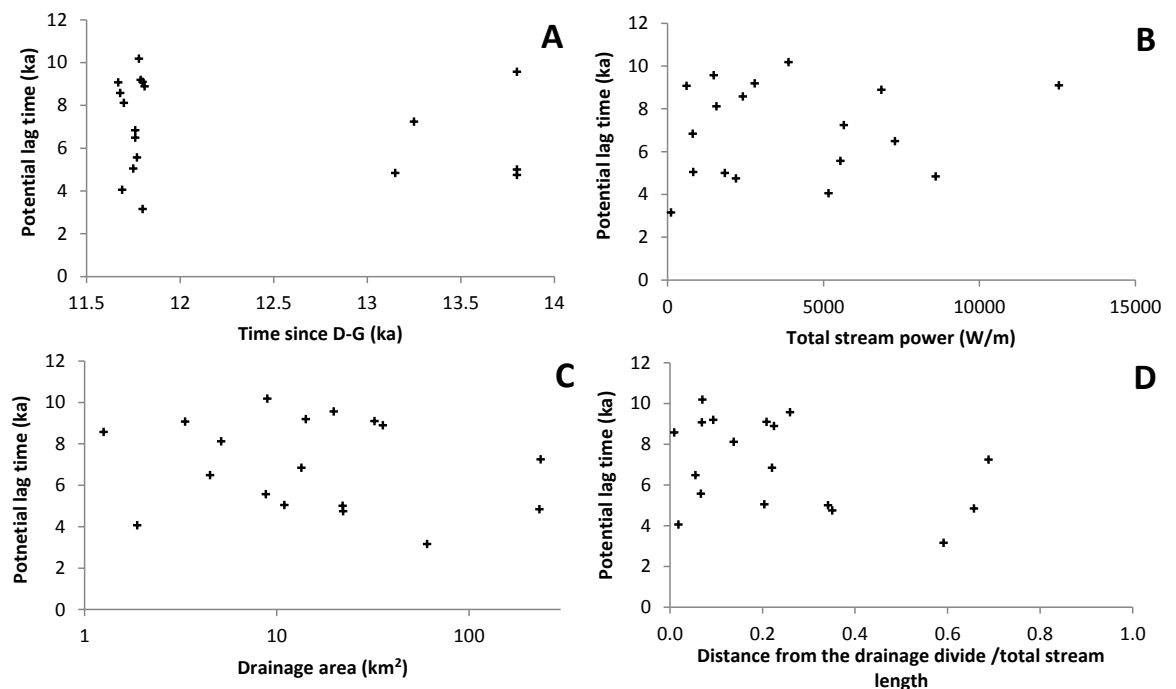 A
Potential lag time (ka)
12
10
8
6
4
2
0
11.5 12 12.5 13 13.5 14
Time since D-G (ka)
B
Potential lag time (ka)
12
10
8
6
4
2
0
0 5000 10000 15000
Total stream power (W/m)
C
Potnetial lag time (ka)
12
10
8
6
4
2
0
1 10 100
Drainage area (km²)
D
Potential lag time (ka)
12
10
8
6
4
2
0
0.0 0.2 0.4 0.6 0.8 1.0
Distance from the drainage divide /total stream
length